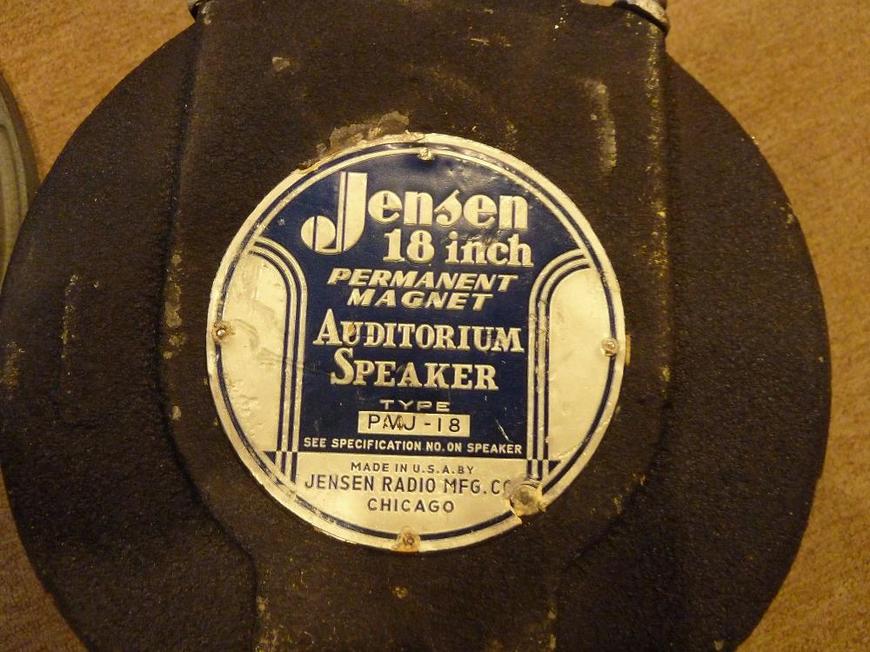 Jensen
18 inch
PERMANENT
MAGNET
AUDITORIUM
SPEAKER
TYPE
PMJ-18
SEE SPECIFICATION NO. ON SPEAKER
MADE IN U.S.A. BY
JENSEN RADIO MFG. CO
CHICAGO